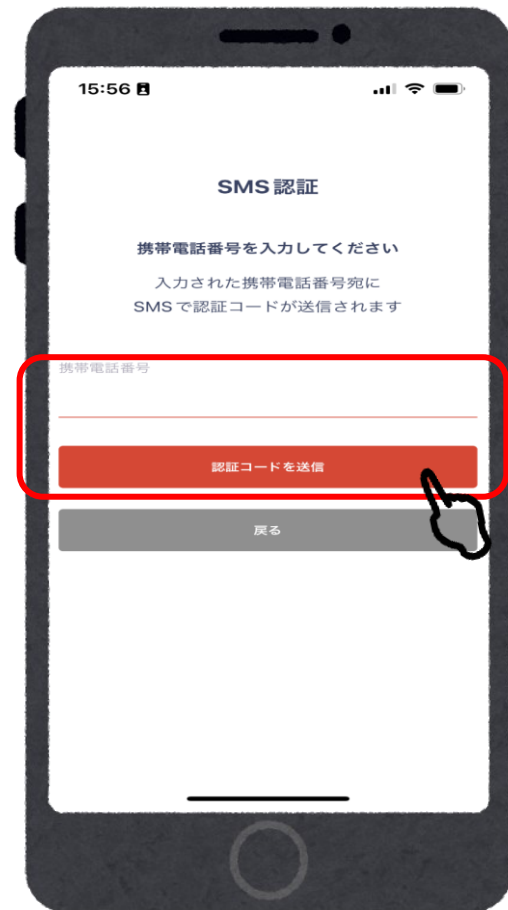 15:56
SMS認証
携帯電話番号を入力してください
入力された携帯電話番号宛に
SMSで認証コードが送信されます
携帯電話番号
認証コードを送信
戻る